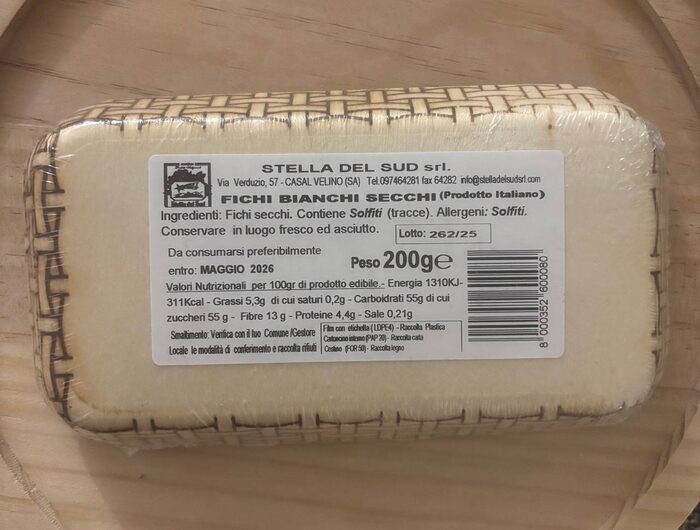 STELLA DEL SUD srl.
Via Verduzio, 57 - CASAL VELINO (SA) Tel.097464281 fax 64282 info@stelladelsudsrl.com
FICHI BIANCHI SECCHI (Prodotto Italiano)
Ingredienti: Fichi secchi. Contiene Solfiti (tracce). Allergeni: Solfiti.
Conservare in luogo fresco ed asciutto.
Lotto: 262/25
Da consumarsi preferibilmente
entro: MAGGIO 2026
Peso 200g℮
Valori Nutrizionali per 100gr di prodotto edibile.- Energia 1310KJ-
311Kcal - Grassi 5,3g di cui saturi 0,2g - Carboidrati 55g di cui
zuccheri 55 g - Fibre 13 g - Proteine 4,4g - Sale 0,21g
Smaltimento: Verifica con il tuo Comune /Gestore
Locale le modalità di conferimento e raccolta rifiuti
Film con etichetta ( LDPE4) - Raccolta Plastica
Cartoncino interno (PAP 20) - Raccolta carta
Cestino (FOR 50) - Raccolta legno
8 000352 600080
Stella del Sud